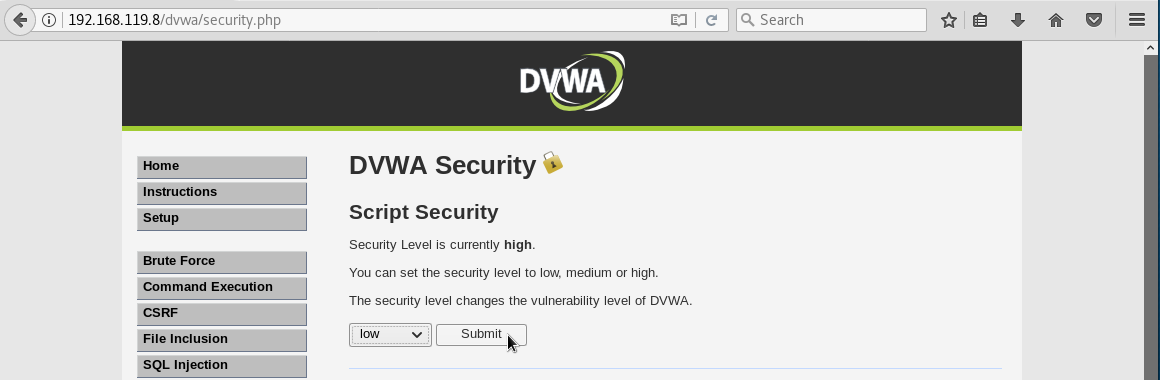 192.168.119.8/dvwa/security.php
Search
DVWA
Home
Instructions
Setup
Brute Force
Command Execution
CSRF
File Inclusion
SQL Injection
DVWA Security
Script Security
Security Level is currently high.
You can set the security level to low, medium or high.
The security level changes the vulnerability level of DVWA.
low
Submit